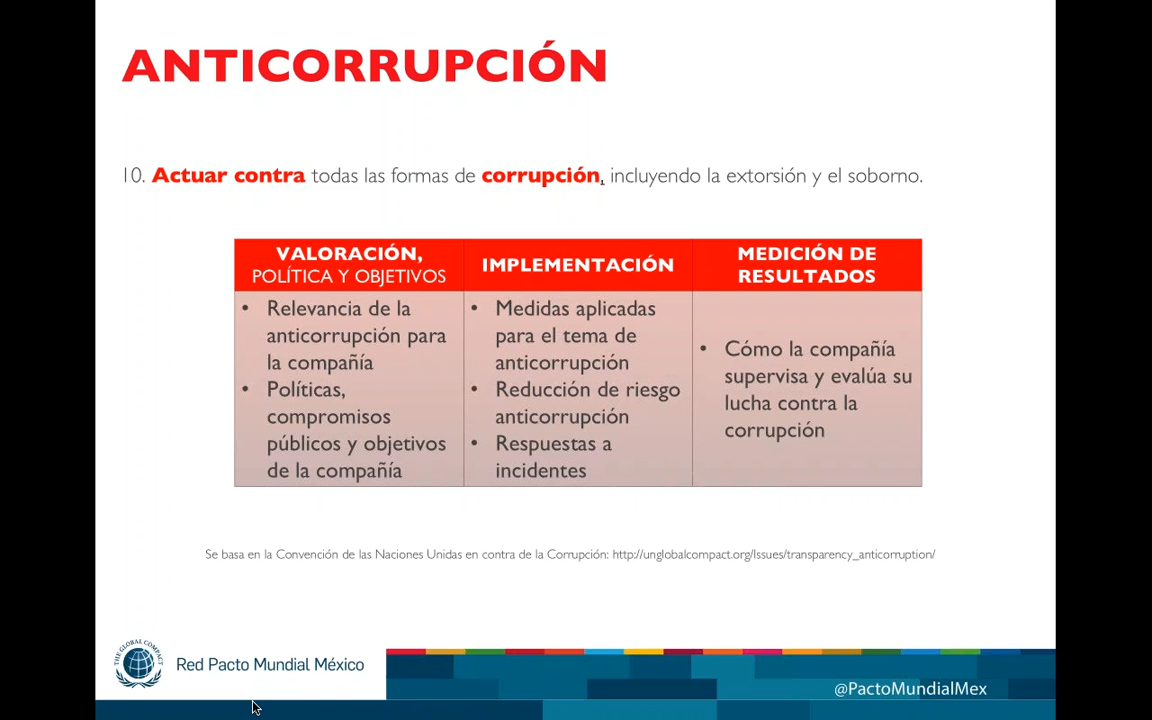 ANTICORRUPCIÓN
10. Actuar contra todas las formas de corrupción, incluyendo la extorsión y el soborno.
VALORACIÓN,
POLÍTICA Y OBJETIVOS
• Relevancia de la
anticorrupción para
la compañía
• Políticas,
compromisos
públicos y objetivos
de la compañía
IMPLEMENTACIÓN
• Medidas aplicadas
para el tema de
anticorrupción
• Reducción de riesgo
anticorrupción
• Respuestas a
incidentes
MEDICIÓN DE
RESULTADOS
• Cómo la compañía
supervisa y evalúa su
lucha contra la
corrupción
Se basa en la Convención de las Naciones Unidas en contra de la Corrupción: http://unglobalcompact.org/Issues/transparency_anticorruption/
THE GLOBAL COMPACT
Red Pacto Mundial México
@PactoMundialMex